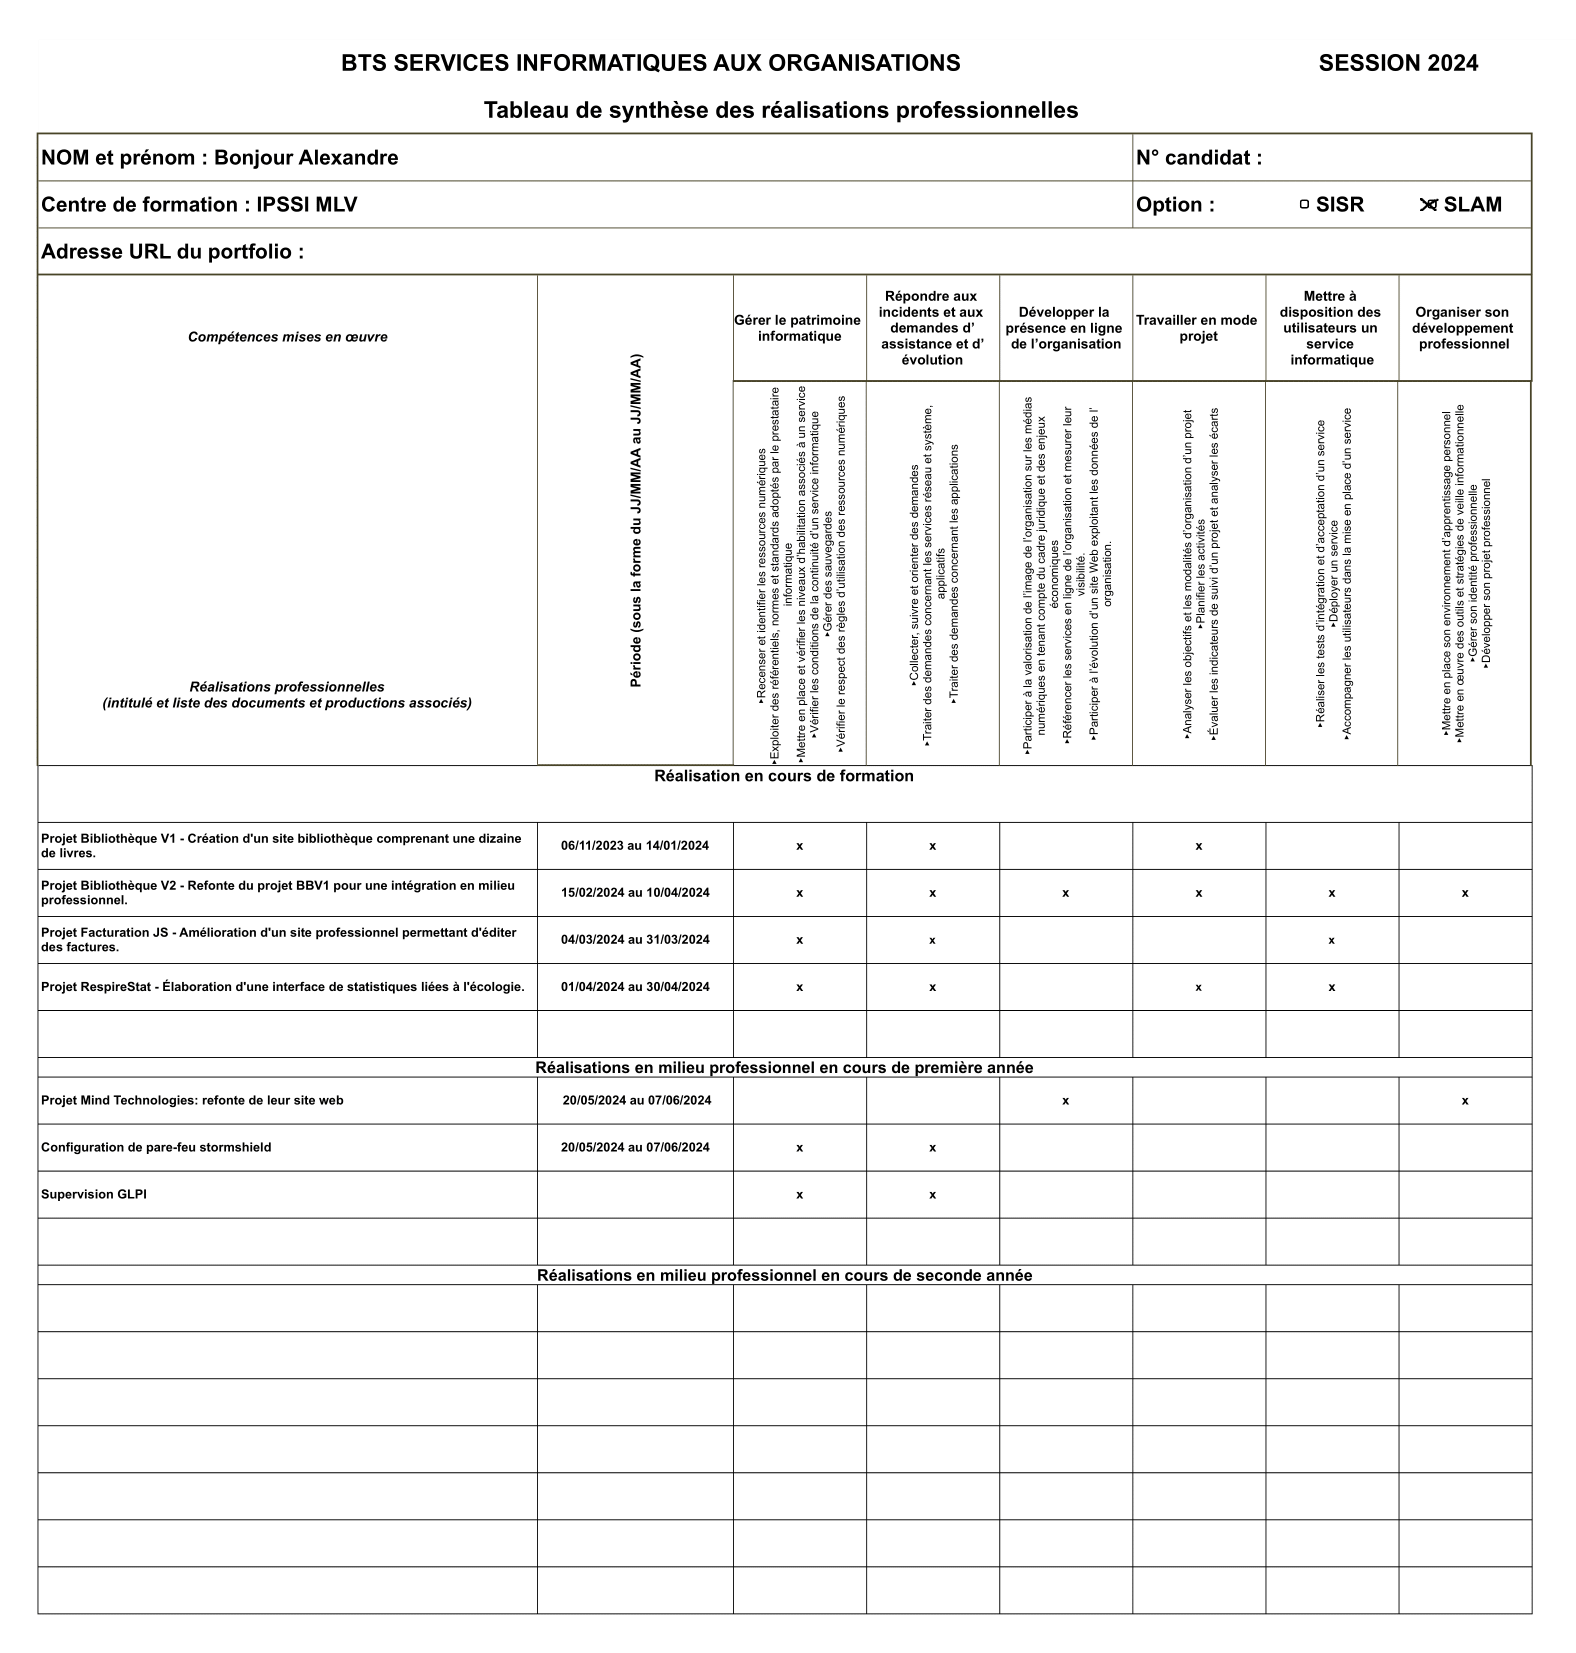 BTS SERVICES INFORMATIQUES AUX ORGANISATIONS SESSION 2024
Tableau de synthèse des réalisations professionnelles
NOM et prénom : Bonjour Alexandre N° candidat :
Centre de formation : IPSSI MLV Option : SISR SLAM
Adresse URL du portfolio :
Compétences mises en œuvre
Réalisations professionnelles
(intitulé et liste des documents et productions associés)
Période (sous la forme du JJ/MM/AA au JJ/MM/AA)
Gérer le patrimoine
informatique
Répondre aux
incidents et aux
demandes d’
assistance et d’
évolution
Développer la
présence en ligne
de l’organisation
Travailler en mode
projet
Mettre à
disposition des
utilisateurs un
service
informatique
Organiser son
développement
professionnel
‣Recenser et identifier les ressources numériques
‣Exploiter des référentiels, normes et standards adoptés par le prestataire
informatique
‣Mettre en place et vérifier les niveaux d’habilitation associés à un service
‣Vérifier les conditions de la continuité d’un service informatique
‣Gérer des sauvegardes
‣Vérifier le respect des règles d’utilisation des ressources numériques
‣Collecter, suivre et orienter des demandes
‣Traiter des demandes concernant les services réseau et système,
applicatifs
‣Traiter des demandes concernant les applications
‣Participer à la valorisation de l’image de l’organisation sur les médias
numériques en tenant compte du cadre juridique et des enjeux
économiques
‣Référencer les services en ligne de l’organisation et mesurer leur
visibilité.
‣Participer à l’évolution d’un site Web exploitant les données de l’
organisation.
‣Analyser les objectifs et les modalités d’organisation d’un projet
‣Planifier les activités
‣Évaluer les indicateurs de suivi d’un projet et analyser les écarts
‣Réaliser les tests d’intégration et d’acceptation d’un service
‣Déployer un service
‣Accompagner les utilisateurs dans la mise en place d’un service
‣Mettre en place son environnement d’apprentissage personnel
‣Mettre en œuvre des outils et stratégies de veille informationnelle
‣Gérer son identité professionnelle
‣Développer son projet professionnel
Réalisation en cours de formation
Projet Bibliothèque V1 - Création d'un site bibliothèque comprenant une dizaine
de livres.
06/11/2023 au 14/01/2024 x x x
Projet Bibliothèque V2 - Refonte du projet BBV1 pour une intégration en milieu
professionnel.
15/02/2024 au 10/04/2024 x x x x x x
Projet Facturation JS - Amélioration d'un site professionnel permettant d'éditer
des factures.
04/03/2024 au 31/03/2024 x x x
Projet RespireStat - Élaboration d'une interface de statistiques liées à l'écologie. 01/04/2024 au 30/04/2024 x x x x
Réalisations en milieu professionnel en cours de première année
Projet Mind Technologies: refonte de leur site web 20/05/2024 au 07/06/2024 x x
Configuration de pare-feu stormshield 20/05/2024 au 07/06/2024 x x
Supervision GLPI x x
Réalisations en milieu professionnel en cours de seconde année